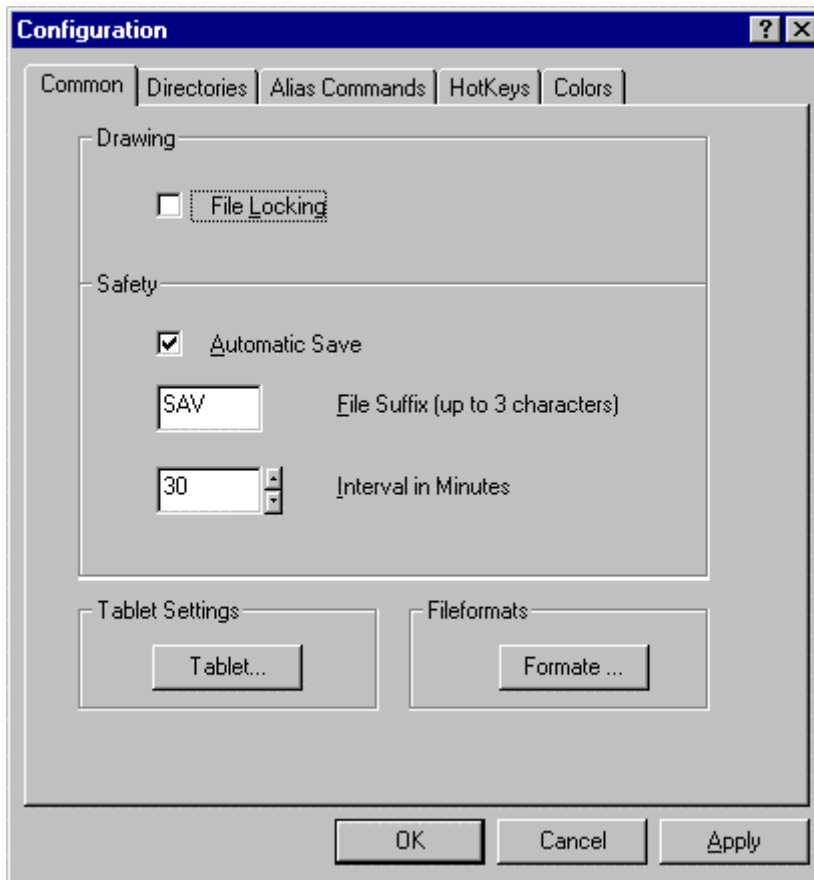 Configuration
Common Directories Alias Commands HotKeys Colors
Drawing
File Locking
Safety
Automatic Save
SAV File Suffix (up to 3 characters)
30 Interval in Minutes
Tablet Settings Fileformats
Tablet... Formate ...
OK Cancel Apply